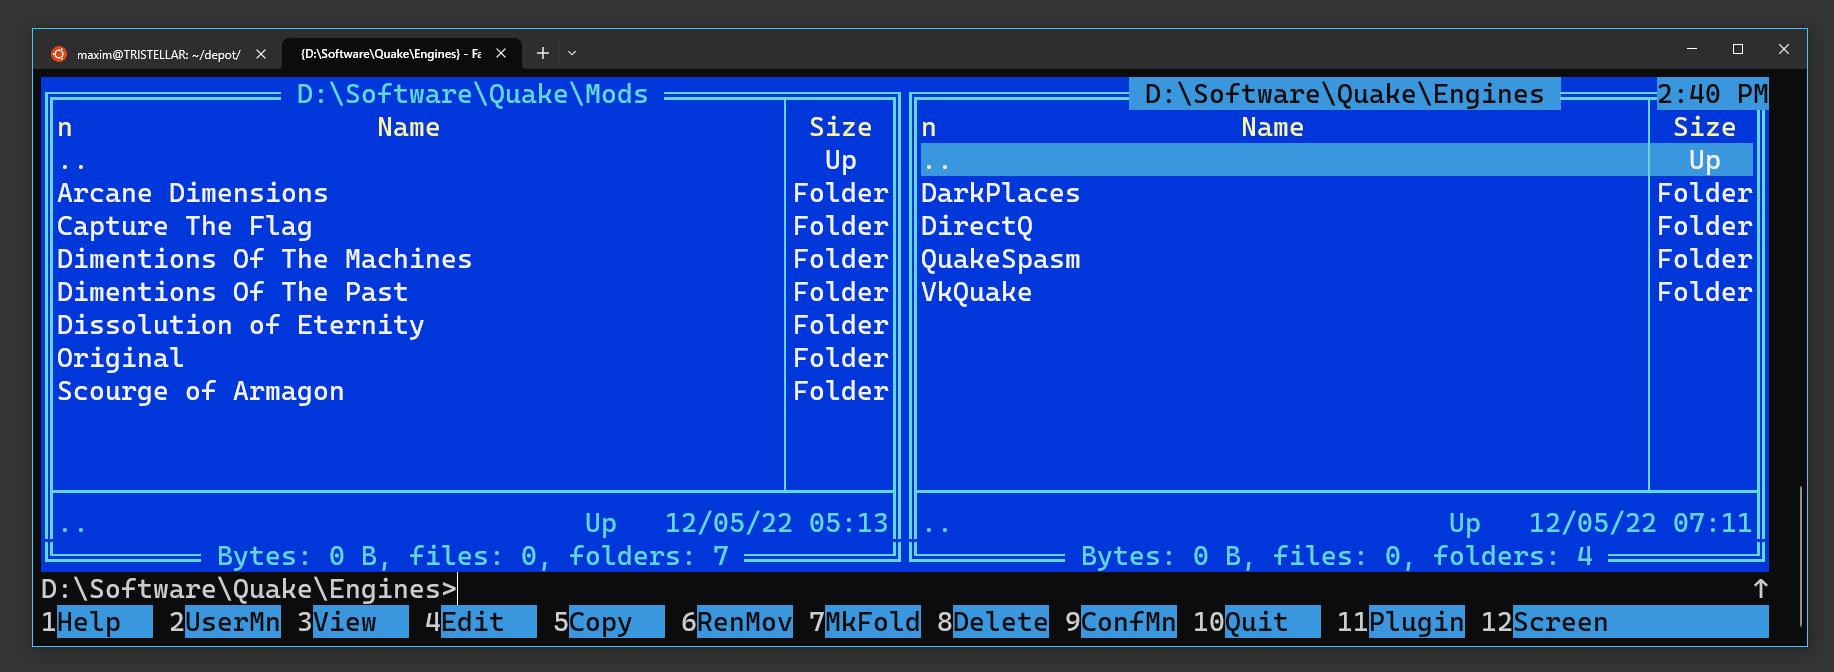 maxim@TRISTELLAR: ~/depot/
{D:\Software\Quake\Engines} - Fa
D:\Software\Quake\Mods
n Name Size
.. Up
Arcane Dimensions Folder
Capture The Flag Folder
Dimentions Of The Machines Folder
Dimentions Of The Past Folder
Dissolution of Eternity Folder
Original Folder
Scourge of Armagon Folder
.. Up 12/05/22 05:13
Bytes: 0 B, files: 0, folders: 7
D:\Software\Quake\Engines 2:40 PM
n Name Size
.. Up
DarkPlaces Folder
DirectQ Folder
QuakeSpasm Folder
VkQuake Folder
.. Up 12/05/22 07:11
Bytes: 0 B, files: 0, folders: 4
D:\Software\Quake\Engines> ↑
1Help 2UserMn 3View 4Edit 5Copy 6RenMov 7MkFold 8Delete 9ConfMn 10Quit 11Plugin 12Screen